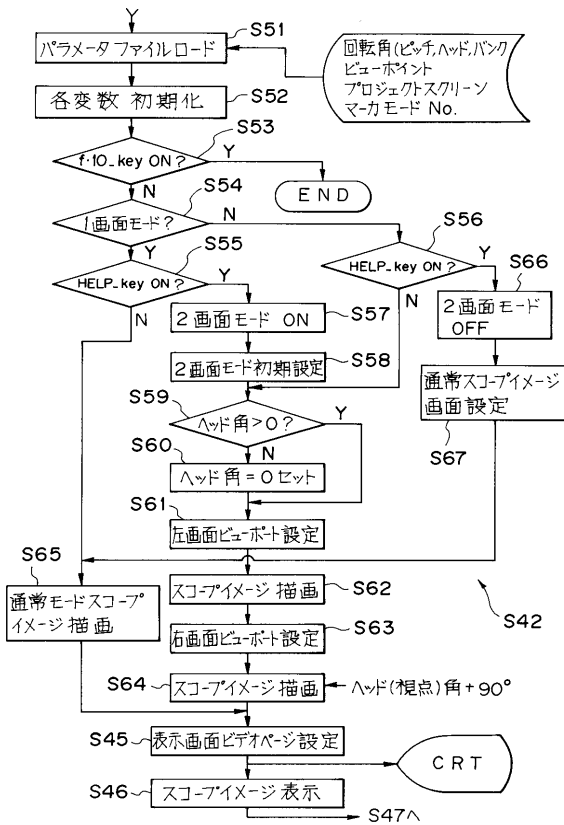 Y
S51
パラメータファイルロード
回転角(ピッチ,ヘッド,バンク
ビューポイント
プロジェクトスクリーン
マーカモード No.
各変数 初期化
S52
S53
f·10_key ON?
Y
END
N
S54
1画面モード?
N
Y
S55
S56
HELP_key ON?
Y
N
HELP_key ON?
Y
N
S66
2画面モード
OFF
2画面モード ON
S57
2画面モード初期設定
S58
通常スコープイメージ
画面設定
S67
S59
ヘッド角>0?
Y
N
S60
ヘッド角=0セット
S61
左画面ビューポート設定
S65
通常モードスコープ
イメージ描画
スコープイメージ描画
S62
S42
右画面ビューポート設定
S63
S64
スコープイメージ描画
ヘッド(視点)角+90°
S45
表示画面ビデオページ設定
CRT
S46
スコープイメージ表示
S47へ